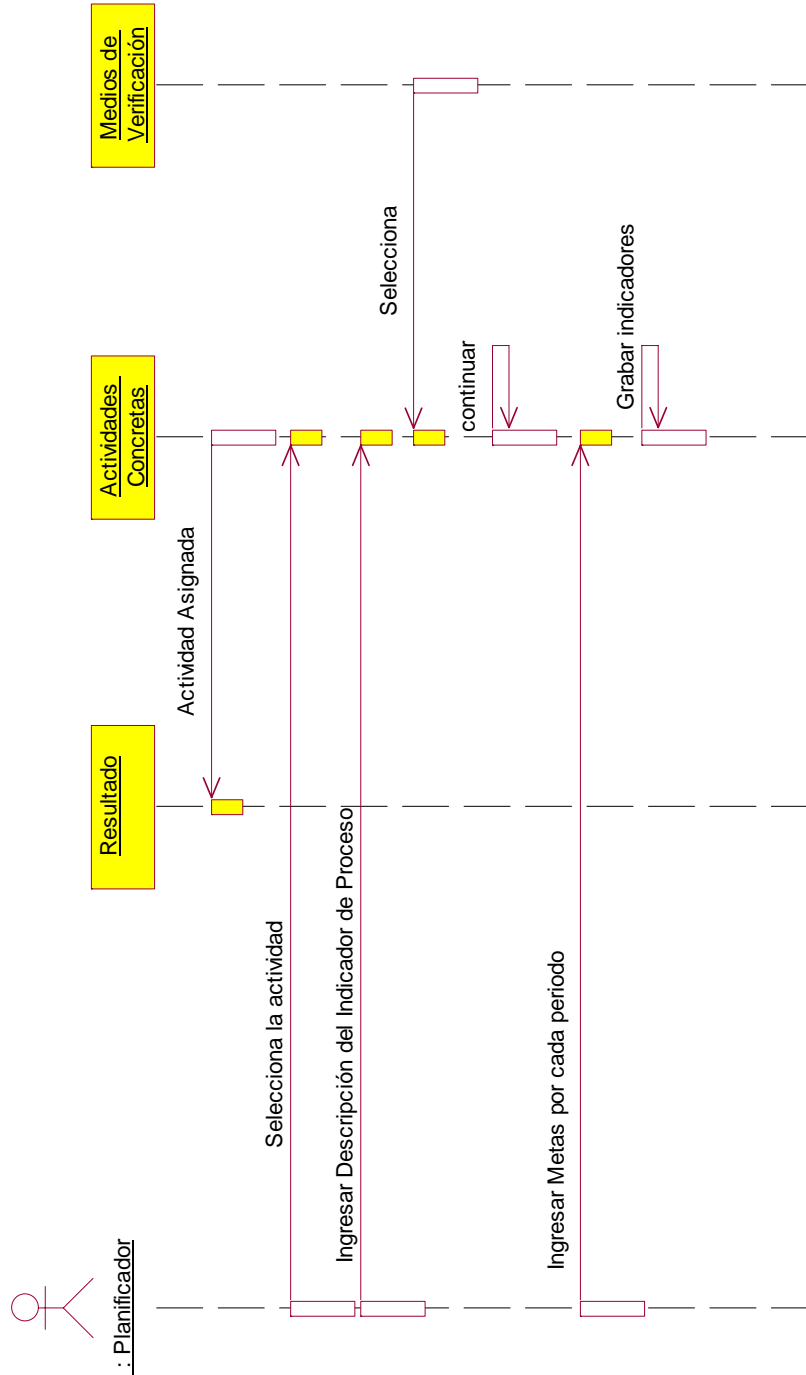 : Planificador
Resultado
Actividades
Concretas
Medios de
Verificación
Actividad Asignada
Selecciona la actividad
Ingresar Descripción del Indicador de Proceso
Selecciona
continuar
Ingresar Metas por cada periodo
Grabar indicadores